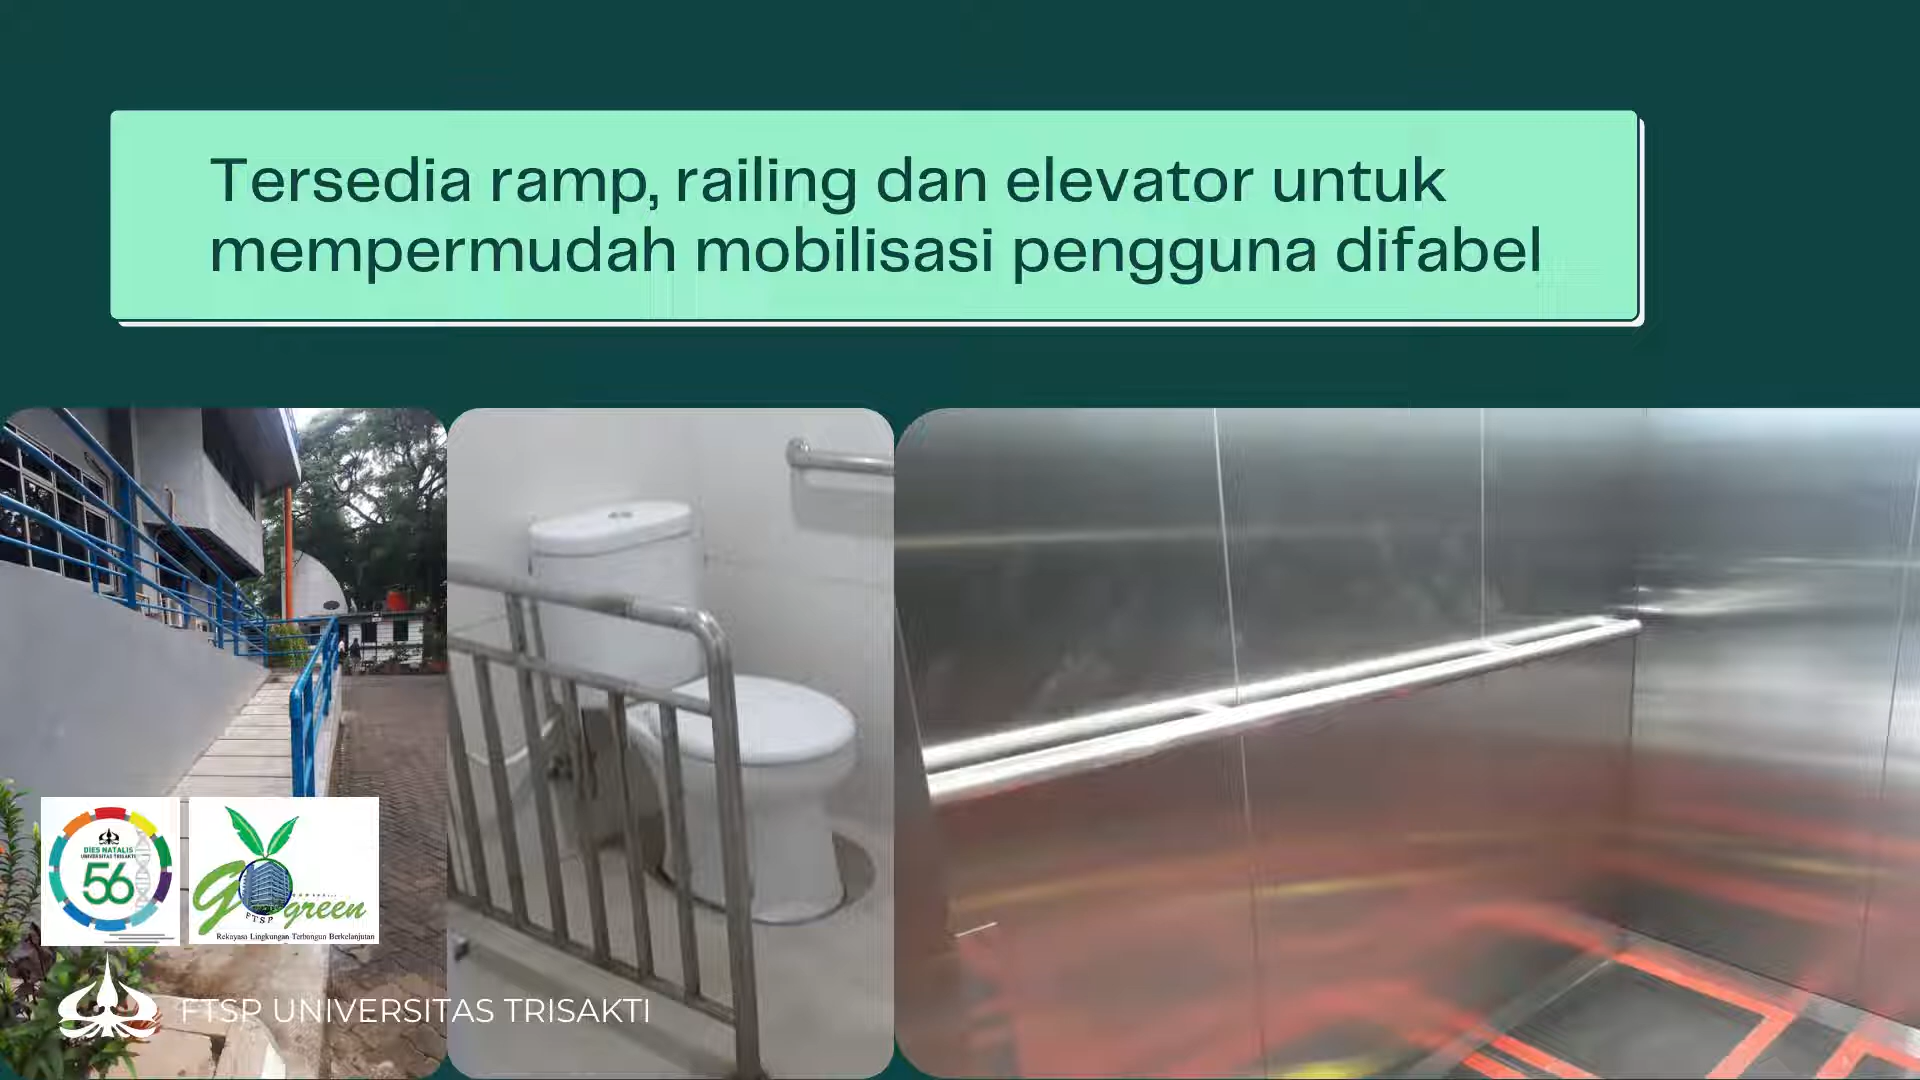 Tersedia ramp, railing dan elevator untuk
mempermudah mobilisasi pengguna difabel
DIES NATALIS
UNIVERSITAS TRISAKTI
56
go green
FTSP
Rekayasa Lingkungan Terbangun Berkelanjutan
FTSP UNIVERSITAS TRISAKTI